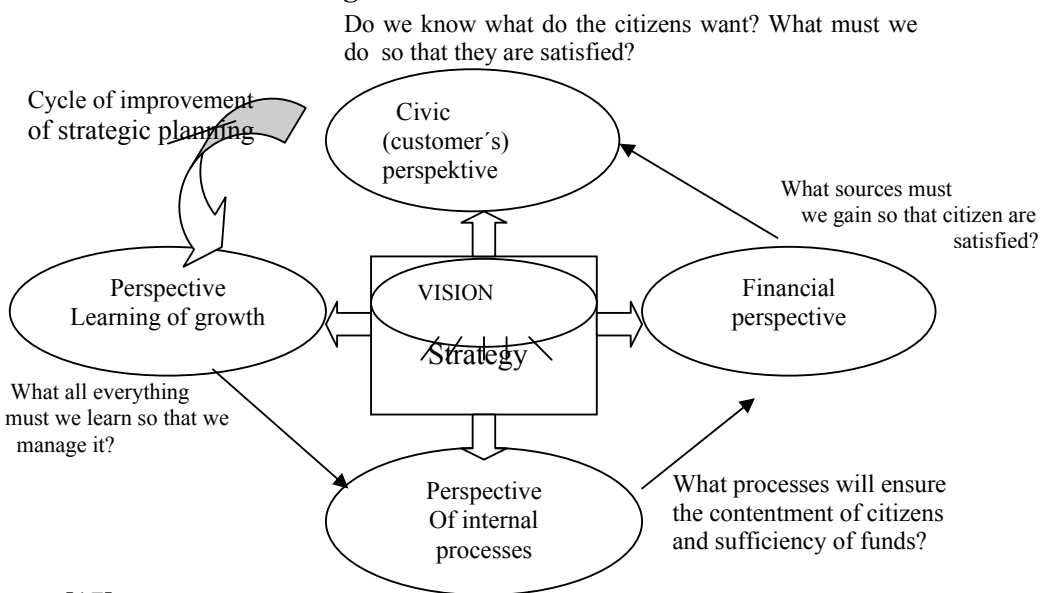 Do we know what do the citizens want? What must we
do so that they are satisfied?
Cycle of improvement
of strategic planning
Civic
(customer´s)
perspektive
What sources must
we gain so that citizen are
satisfied?
Perspective
Learning of growth
VISION
Strategy
Financial
perspective
What all everything
must we learn so that we
manage it?
Perspective
Of internal
processes
What processes will ensure
the contentment of citizens
and sufficiency of funds?